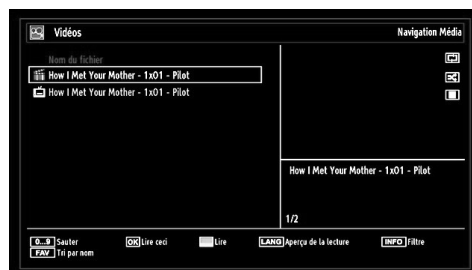 Vidéos
Navigation Média
Nom du fichier
How I Met Your Mother - 1x01 - Pilot
How I Met Your Mother - 1x01 - Pilot
How I Met Your Mother - 1x01 - Pilot
1/2
0...9 Sauter OK Lire ceci Lire LANG Aperçu de la lecture INFO Filtre
FAV Tri par nom